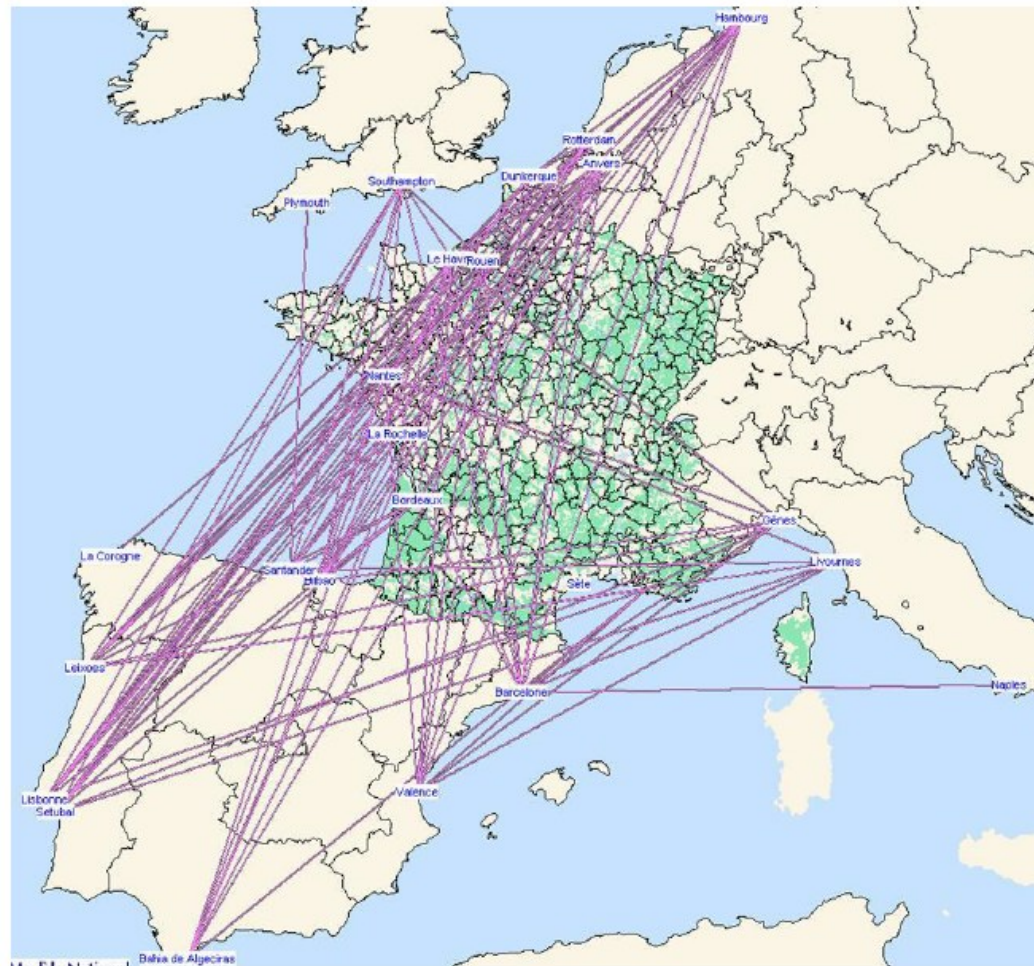 Hambourg
Rotterdam
Anvers
Dunkerque
Southampton
Plymouth
Le Havr
Rouen
Nantes
La Rochelle
Bordeaux
Gênes
La Corogne
Livournes
Santander
Bilbao
Sète
Leixoes
Naples
Barcelone
Valence
Lisbonne
Setubal
Bahia de Algeciras